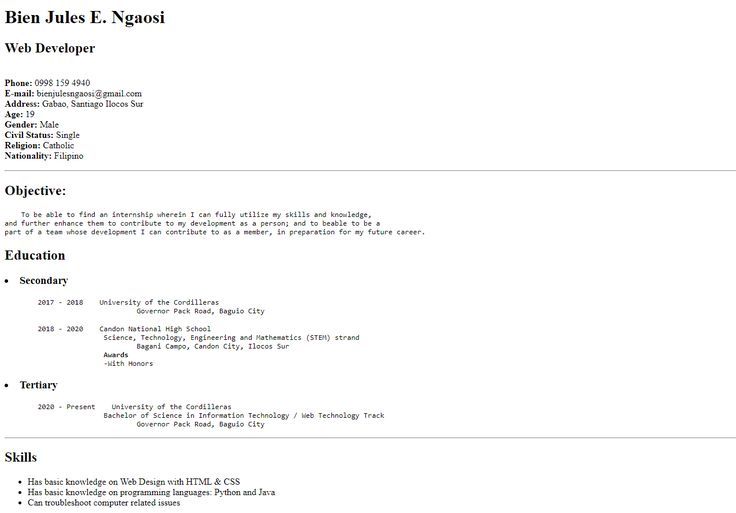 Bien Jules E. Ngaosi
Web Developer
Phone: 0998 159 4940
E-mail: bienjulesngaosi@gmail.com
Address: Gabao, Santiago Ilocos Sur
Age: 19
Gender: Male
Civil Status: Single
Religion: Catholic
Nationality: Filipino
Objective:
To be able to find an internship wherein I can fully utilize my skills and knowledge,
and further enhance them to contribute to my development as a person; and to beable to be a
part of a team whose development I can contribute to as a member, in preparation for my future career.
Education
• Secondary
2017 - 2018 University of the Cordilleras
Governor Pack Road, Baguio City
2018 - 2020 Candon National High School
Science, Technology, Engineering and Mathematics (STEM) strand
Bagani Campo, Candon City, Ilocos Sur
Awards
-With Honors
• Tertiary
2020 - Present University of the Cordilleras
Bachelor of Science in Information Technology / Web Technology Track
Governor Pack Road, Baguio City
Skills
• Has basic knowledge on Web Design with HTML & CSS
• Has basic knowledge on programming languages: Python and Java
• Can troubleshoot computer related issues